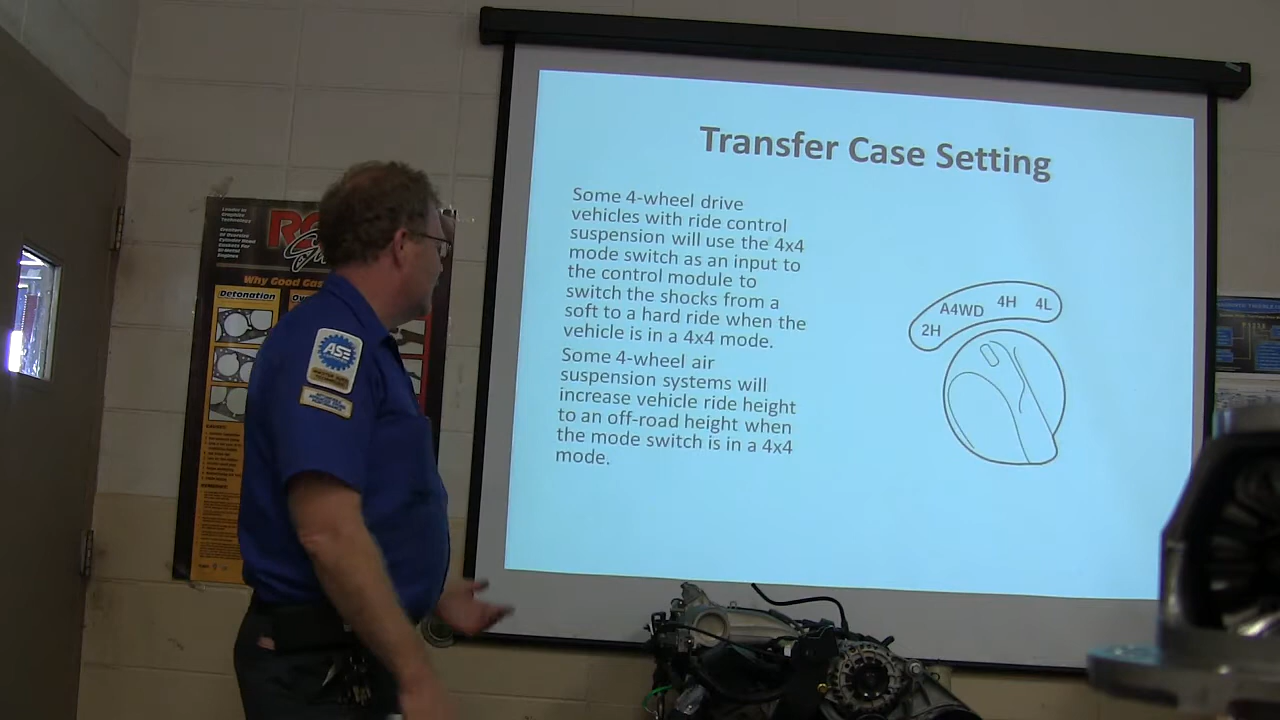 Transfer Case Setting
Some 4-wheel drive
vehicles with ride control
suspension will use the 4x4
mode switch as an input to
the control module to
switch the shocks from a
soft to a hard ride when the
vehicle is in a 4x4 mode.
Some 4-wheel air
suspension systems will
increase vehicle ride height
to an off-road height when
the mode switch is in a 4x4
mode.
2H
A4WD
4H
4L
Why Good Gas
Detonation
ASE